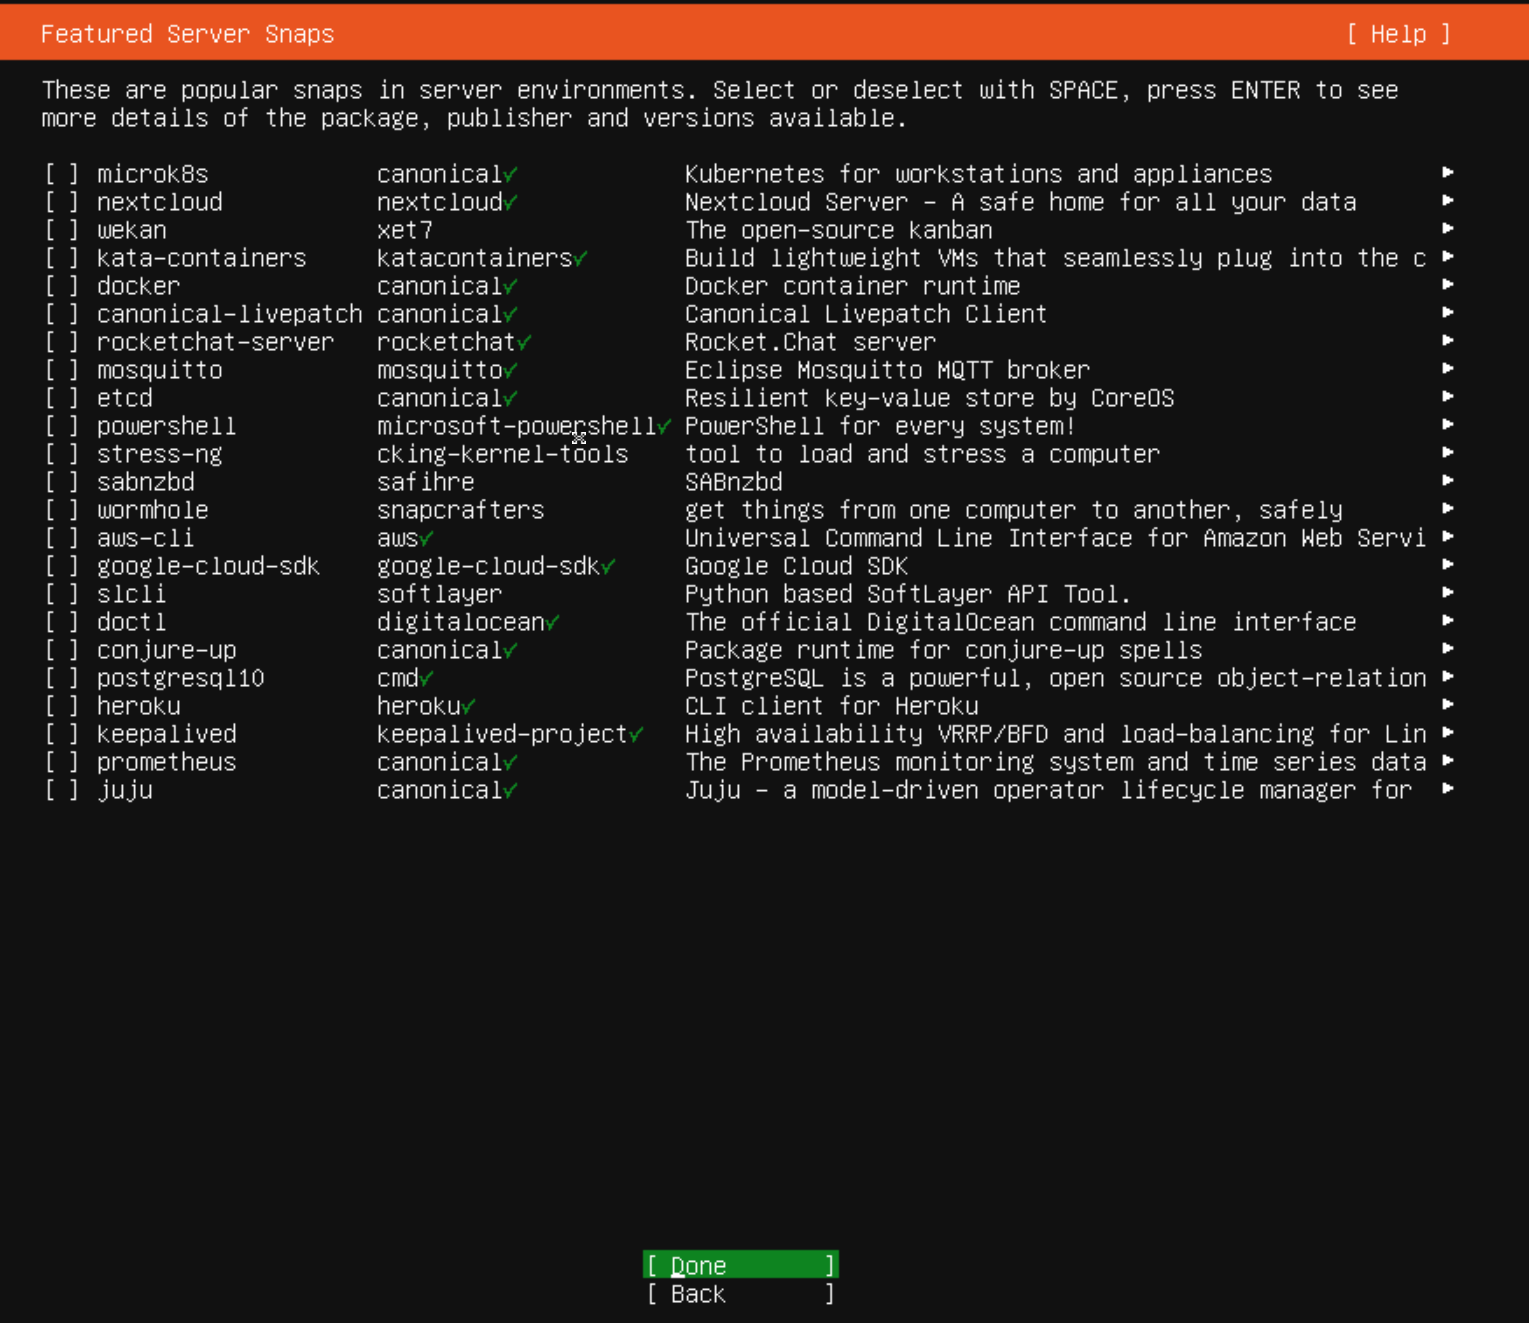 Featured Server Snaps [ Help ]
These are popular snaps in server environments. Select or deselect with SPACE, press ENTER to see
more details of the package, publisher and versions available.
[ ] microk8s canonical✓ Kubernetes for workstations and appliances ▸
[ ] nextcloud nextcloud✓ Nextcloud Server - A safe home for all your data ▸
[ ] wekan xet7 The open-source kanban ▸
[ ] kata-containers katacontainers✓ Build lightweight VMs that seamlessly plug into the c ▸
[ ] docker canonical✓ Docker container runtime ▸
[ ] canonical-livepatch canonical✓ Canonical Livepatch Client ▸
[ ] rocketchat-server rocketchat✓ Rocket.Chat server ▸
[ ] mosquitto mosquitto✓ Eclipse Mosquitto MQTT broker ▸
[ ] etcd canonical✓ Resilient key-value store by CoreOS ▸
[ ] powershell microsoft-powershell✓ PowerShell for every system! ▸
[ ] stress-ng cking-kernel-tools tool to load and stress a computer ▸
[ ] sabnzbd safihre SABnzbd ▸
[ ] wormhole snapcrafters get things from one computer to another, safely ▸
[ ] aws-cli aws✓ Universal Command Line Interface for Amazon Web Servi ▸
[ ] google-cloud-sdk google-cloud-sdk✓ Google Cloud SDK ▸
[ ] slcli softlayer Python based SoftLayer API Tool. ▸
[ ] doctl digitalocean✓ The official DigitalOcean command line interface ▸
[ ] conjure-up canonical✓ Package runtime for conjure-up spells ▸
[ ] postgresql10 cmd✓ PostgreSQL is a powerful, open source object-relation ▸
[ ] heroku heroku✓ CLI client for Heroku ▸
[ ] keepalived keepalived-project✓ High availability VRRP/BFD and load-balancing for Lin ▸
[ ] prometheus canonical✓ The Prometheus monitoring system and time series data ▸
[ ] juju canonical✓ Juju - a model-driven operator lifecycle manager for ▸
[ Done ]
[ Back ]